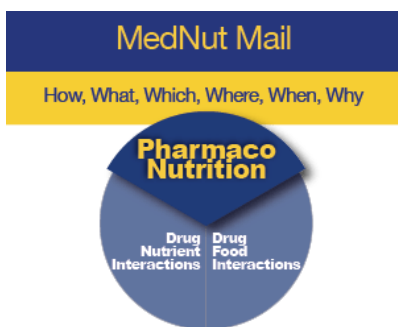 MedNut Mail
How, What, Which, Where, When, Why
Pharmaco
Nutrition
Drug
Nutrient
Interactions
Drug
Food
Interactions